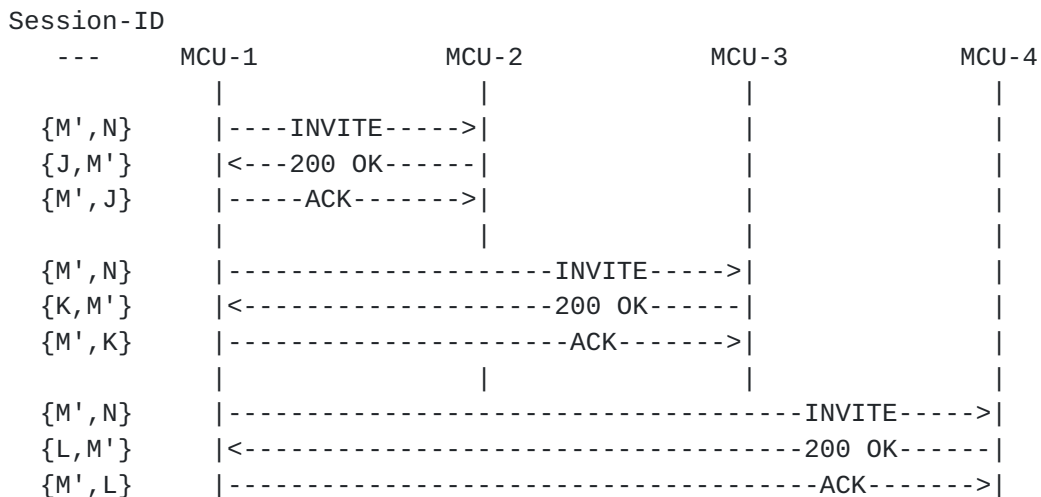 Session-ID
   ---     MCU-1            MCU-2            MCU-3           MCU-4
             |                |                |               |
  {M',N}     |----INVITE----->|                |               |
  {J,M'}     |<---200 OK------|                |               |
  {M',J}     |-----ACK------->|                |               |
             |                |                |               |
  {M',N}     |---------------------INVITE----->|               |
  {K,M'}     |<--------------------200 OK------|               |
  {M',K}     |----------------------ACK------->|               |
             |                |                |               |
  {M',N}     |-------------------------------------INVITE----->|
  {L,M'}     |<------------------------------------200 OK------|
  {M',L}     |--------------------------------------ACK------->|